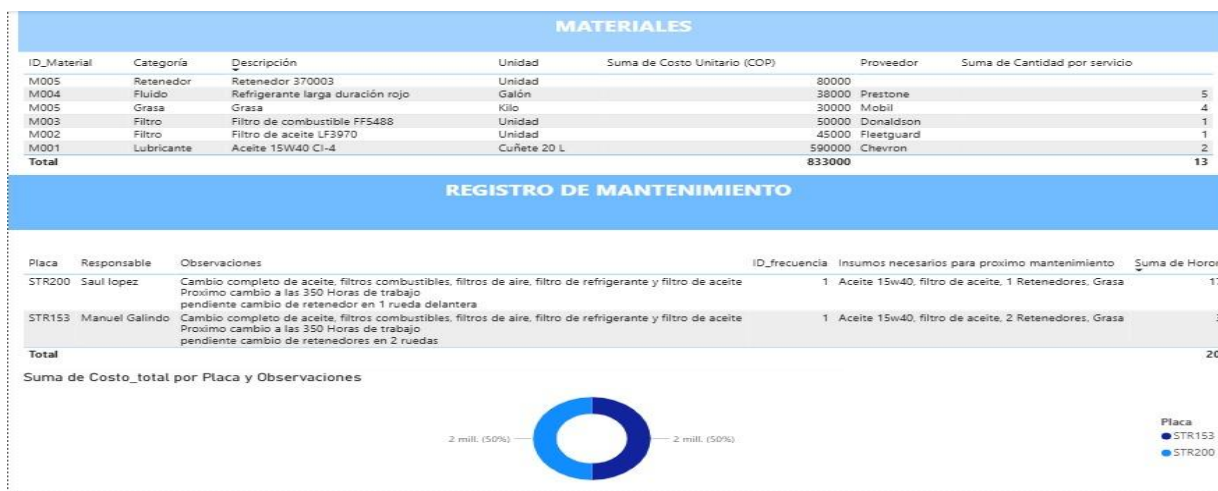 MATERIALES
ID_Material Categoría Descripción Unidad Suma de Costo Unitario (COP) Proveedor Suma de Cantidad por servicio
M005 Retenedor Retenedor 370003 Unidad 80000
M004 Fluido Refrigerante larga duración rojo Galón 38000 Prestone 5
M005 Grasa Grasa Kilo 30000 Mobil 4
M003 Filtro Filtro de combustible FF5488 Unidad 50000 Donaldson 1
M002 Filtro Filtro de aceite LF3970 Unidad 45000 Fleetguard 1
M001 Lubricante Aceite 15W40 CI-4 Cuñete 20 L 590000 Chevron 2
Total 833000 13
REGISTRO DE MANTENIMIENTO
Placa Responsable Observaciones ID_frecuencia Insumos necesarios para proximo mantenimiento Suma de Horor
STR200 Saul lopez Cambio completo de aceite, filtros combustibles, filtros de aire, filtro de refrigerante y filtro de aceite 1 Aceite 15w40, filtro de aceite, 1 Retenedores, Grasa
Proximo cambio a las 350 Horas de trabajo
pendiente cambio de retenedor en 1 rueda delantera
STR153 Manuel Galindo Cambio completo de aceite, filtros combustibles, filtros de aire, filtro de refrigerante y filtro de aceite 1 Aceite 15w40, filtro de aceite, 2 Retenedores, Grasa
Proximo cambio a las 350 Horas de trabajo
pendiente cambio de retenedores en 2 ruedas
Total 20
Suma de Costo_total por Placa y Observaciones
2 mill. (50%) 2 mill. (50%)
Placa
STR153
STR200